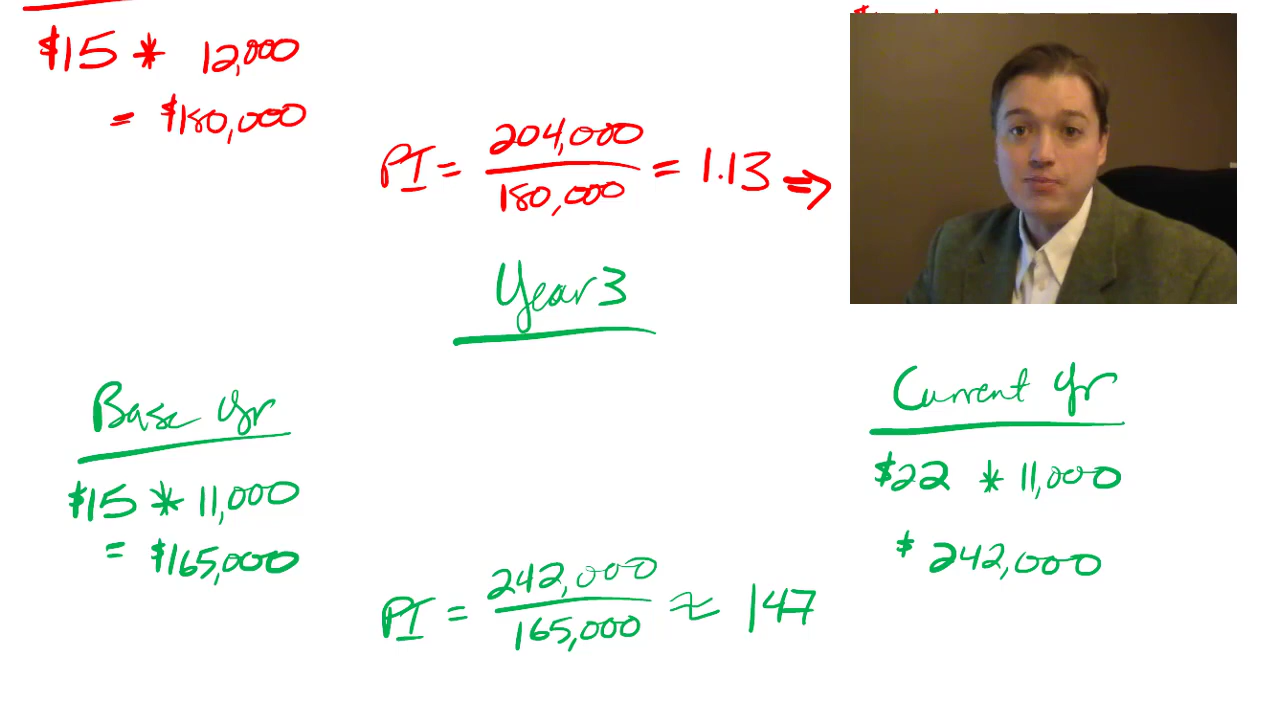 $15 * 12,000
= $180,000
PI = 204,000 / 180,000 = 1.13 ⇒
Year 3
Base Yr
$15 * 11,000
= $165,000
Current Yr
$22 * 11,000
$ 242,000
PI = 242,000 / 165,000 ≈ 147